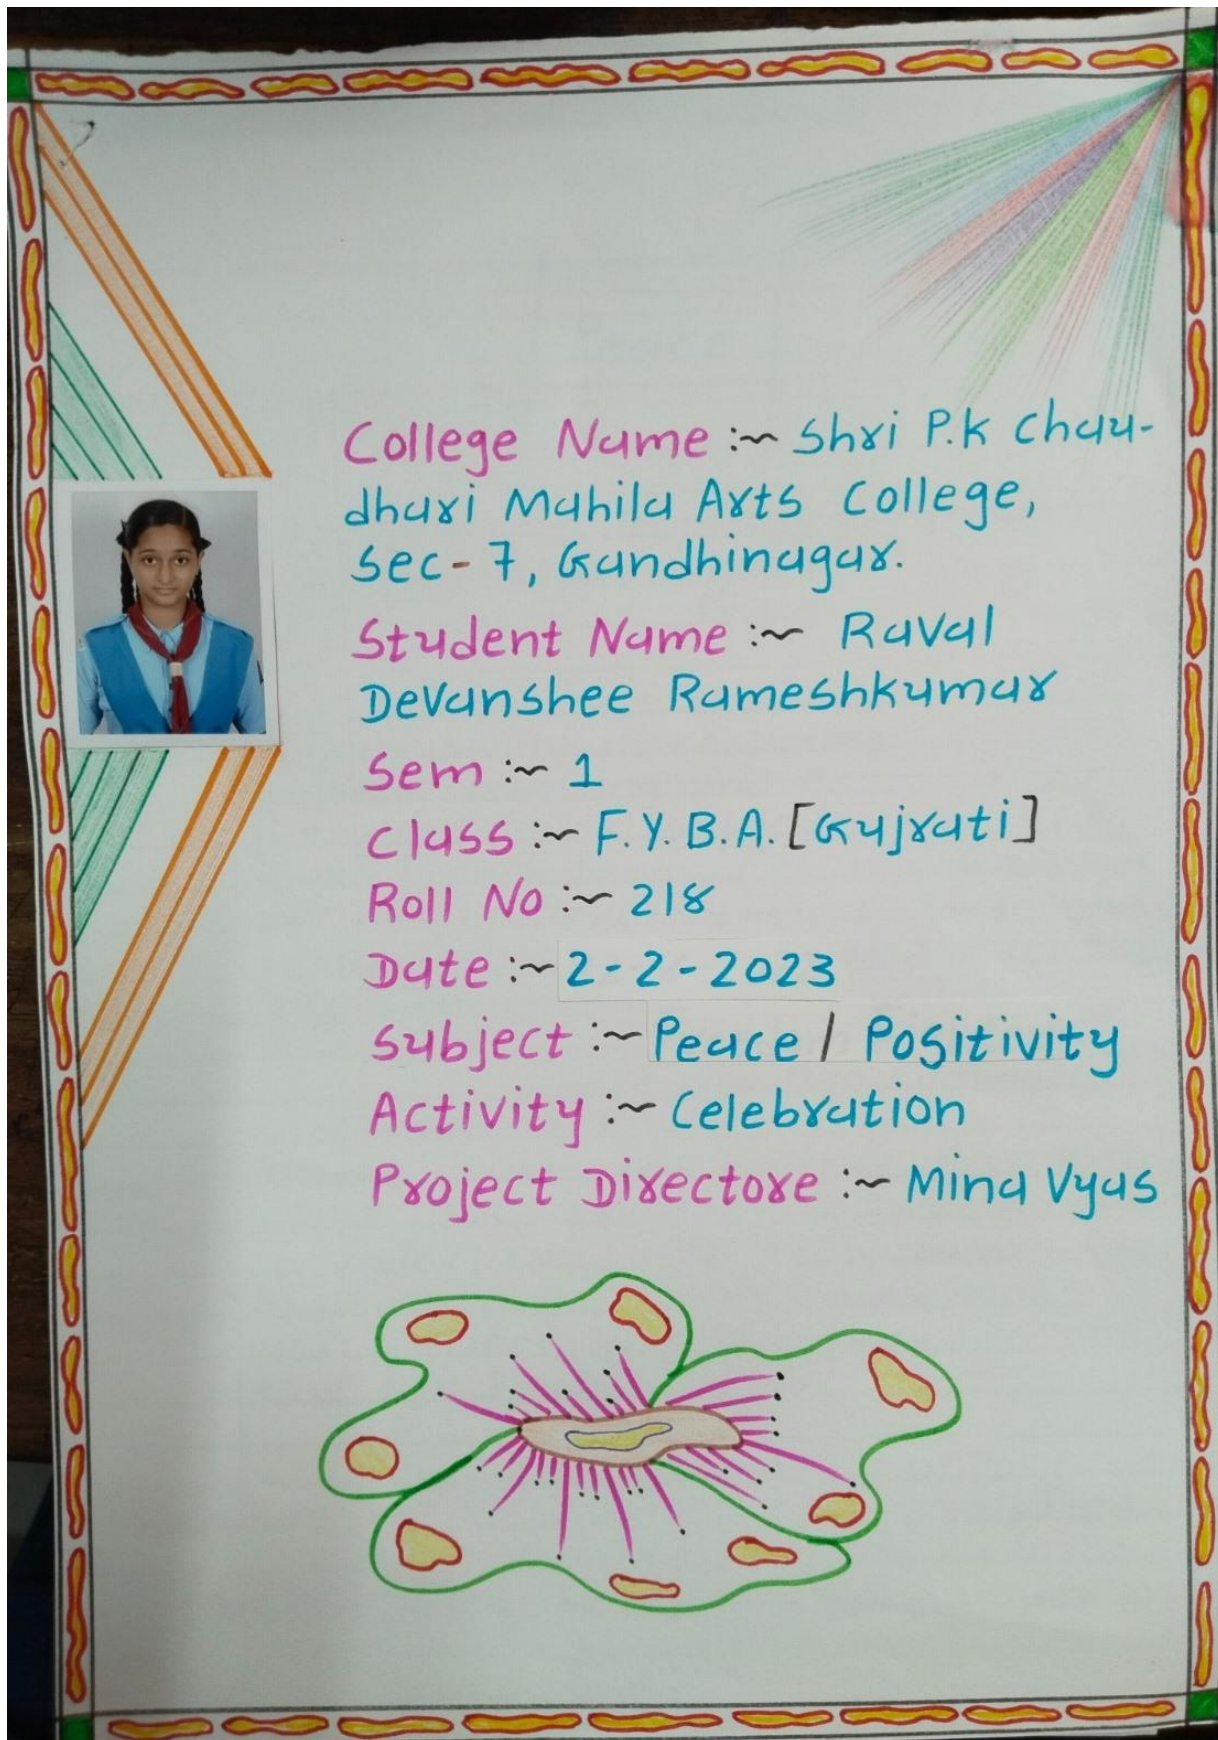 College Name :~ Shri P.K Chau-
dhari Mahila Arts College,
Sec-7, Gandhinagar.
Student Name :~ Raval
Devanshee Rameshkumar
Sem :~ 1
Class :~ F.Y.B.A. [Gujrati]
Roll No :~ 218
Date :~ 2-2-2023
Subject :~ Peace / Positivity
Activity :~ Celebration
Project Directore :~ Mina Vyas